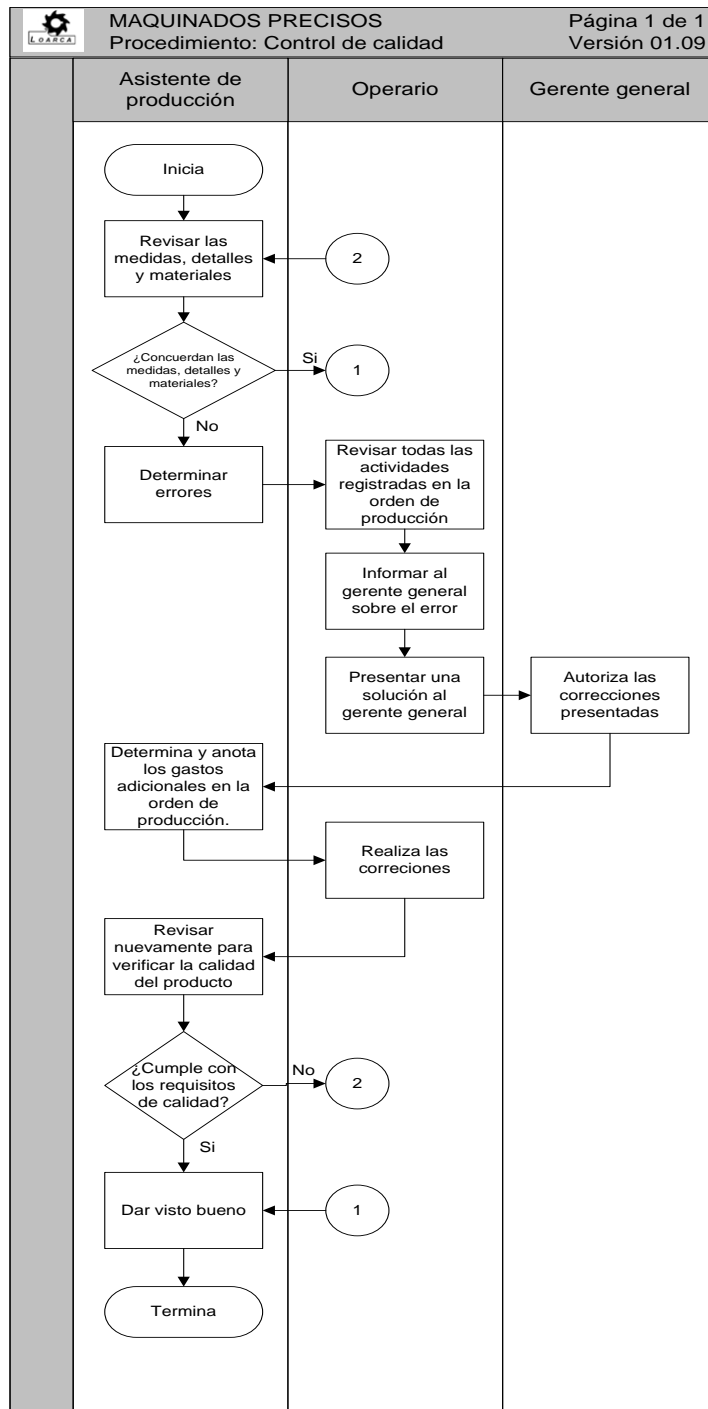 LOARCA
MAQUINADOS PRECISOS
Procedimiento: Control de calidad
Página 1 de 1
Versión 01.09
Asistente de
producción
Operario
Gerente general
Inicia
Revisar las
medidas, detalles
y materiales
2
¿Concuerdan las
medidas, detalles y
materiales?
Si
1
No
Determinar
errores
Revisar todas las
actividades
registradas en la
orden de
producción
Informar al
gerente general
sobre el error
Presentar una
solución al
gerente general
Autoriza las
correcciones
presentadas
Determina y anota
los gastos
adicionales en la
orden de
producción.
Realiza las
correciones
Revisar
nuevamente para
verificar la calidad
del producto
¿Cumple con
los requisitos
de calidad?
No
2
Si
Dar visto bueno
1
Termina